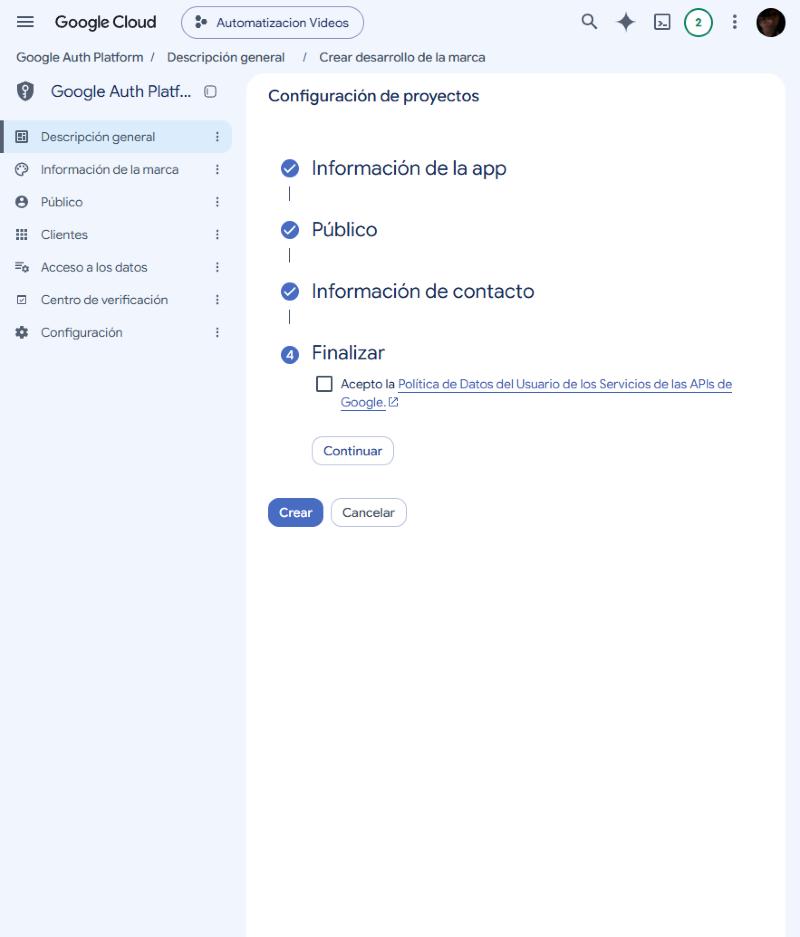 Google Cloud
Automatizacion Videos
2
Google Auth Platform / Descripción general / Crear desarrollo de la marca
Google Auth Platf...
Descripción general
Información de la marca
Público
Clientes
Acceso a los datos
Centro de verificación
Configuración
Configuración de proyectos
Información de la app
Público
Información de contacto
4 Finalizar
Acepto la Política de Datos del Usuario de los Servicios de las APIs de
Google.
Continuar
Crear Cancelar